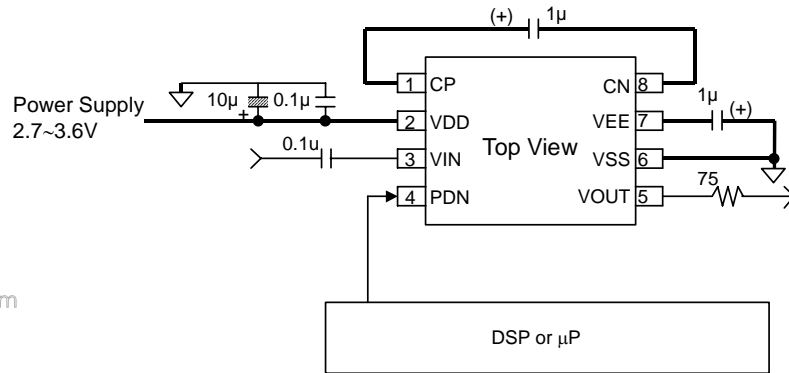 (+) 1µ
1 CP CN 8
10µ 0.1µ
+
Power Supply
2.7~3.6V
2 VDD VEE 7
1µ (+)
0.1u
3 VIN VSS 6
Top View
4 PDN VOUT 5
75
m
DSP or µP